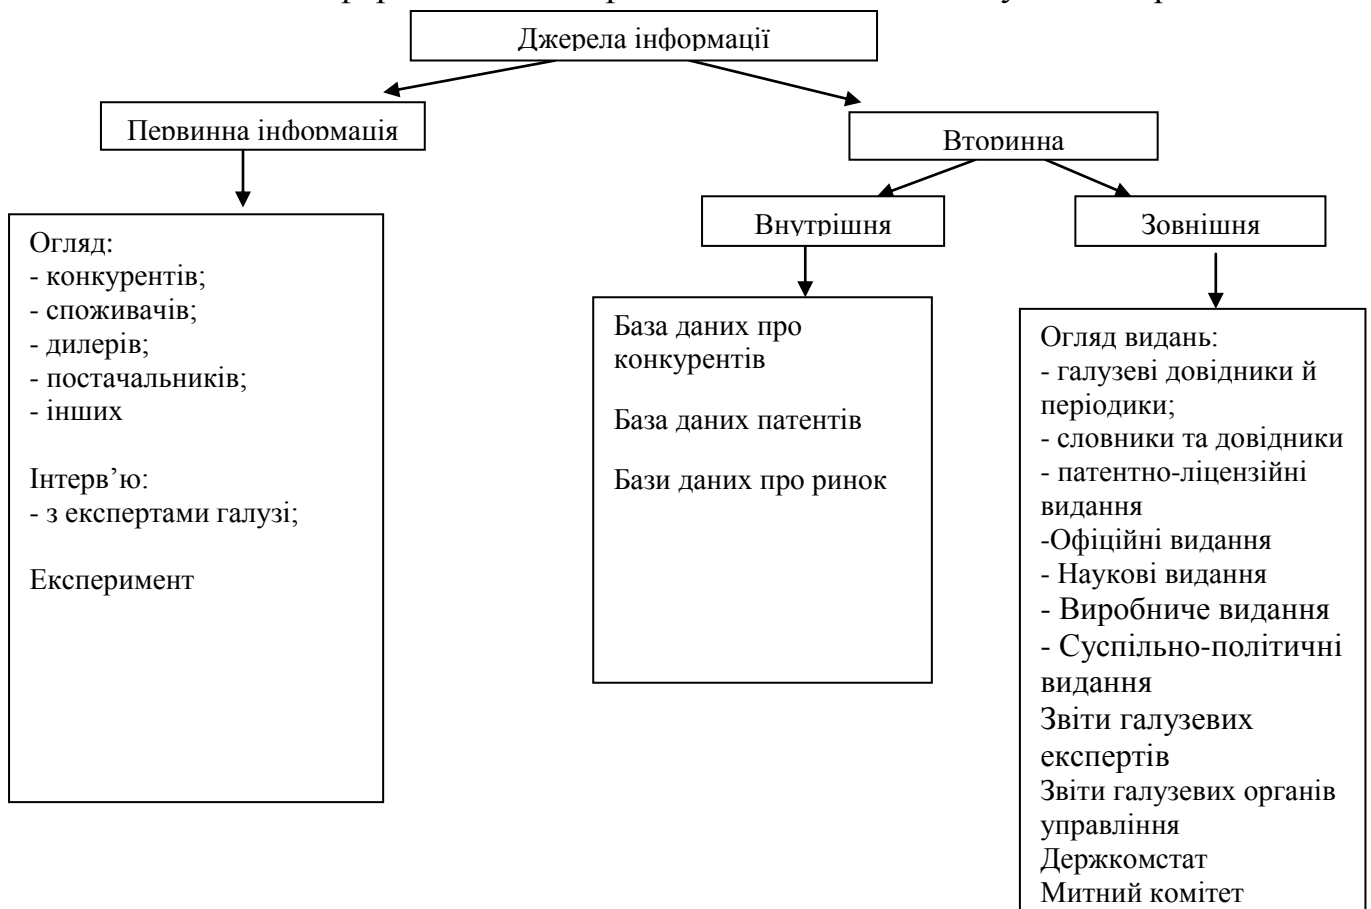 Джерела інформації
Первинна інформація
Вторинна
Внутрішня
Зовнішня
Огляд:
- конкурентів;
- споживачів;
- дилерів;
- постачальників;
- інших
Інтерв’ю:
- з експертами галузі;
Експеримент
База даних про
конкурентів
База даних патентів
Бази даних про ринок
Огляд видань:
- галузеві довідники й
періодики;
- словники та довідники
- патентно-ліцензійні
видання
-Офіційні видання
- Наукові видання
- Виробниче видання
- Суспільно-політичні
видання
Звіти галузевих
експертів
Звіти галузевих органів
управління
Держкомстат
Митний комітет